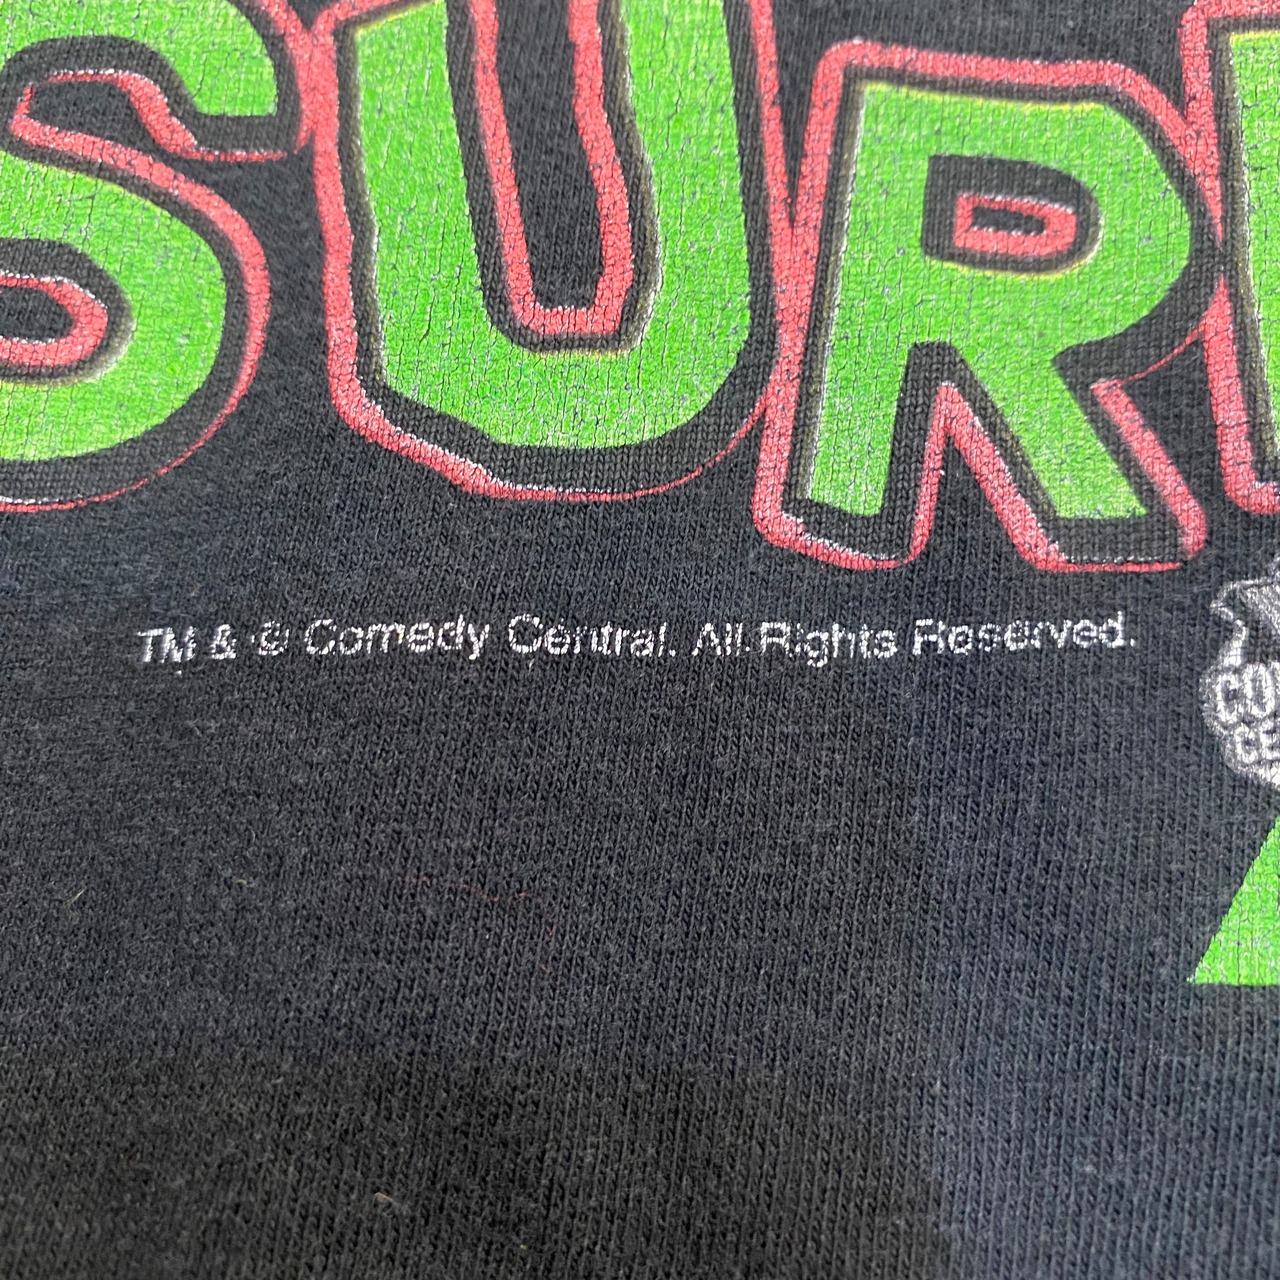 SUR
TM & © Comedy Central. All Rights Reserved.